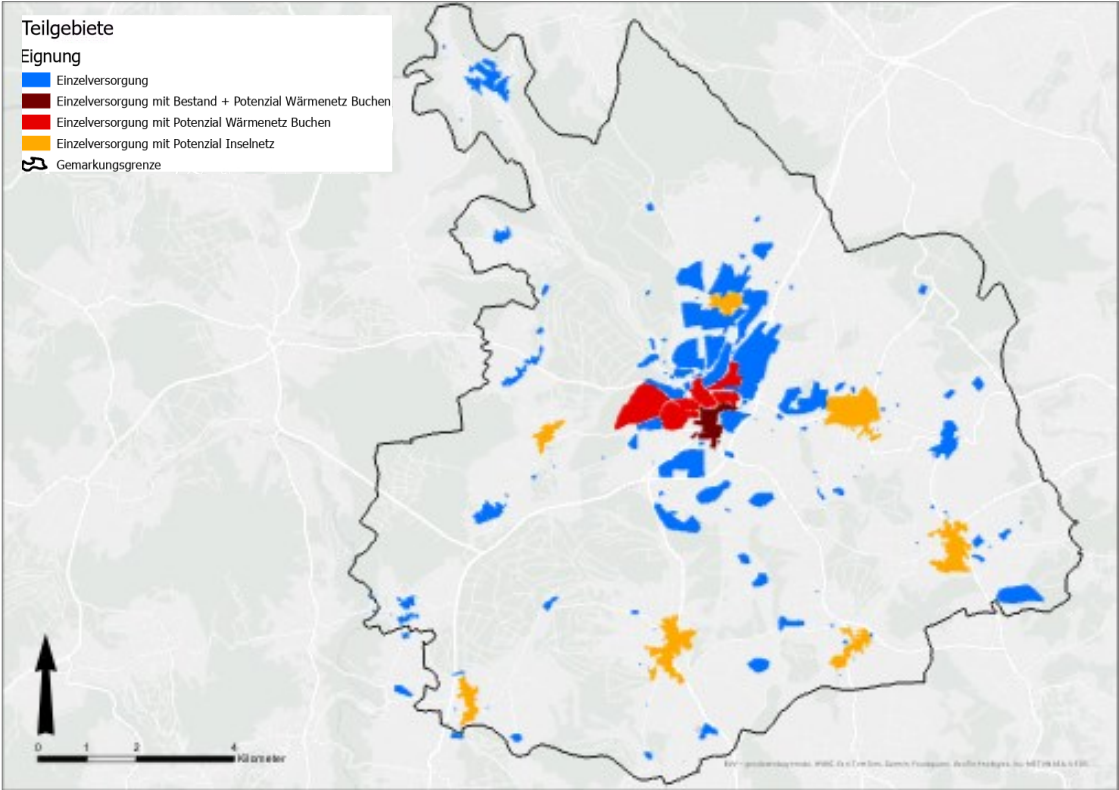 Teilgebiete
Eignung
Einzelversorgung
Einzelversorgung mit Bestand + Potenzial Wärmenetz Buchen
Einzelversorgung mit Potenzial Wärmenetz Buchen
Einzelversorgung mit Potenzial Inselnetz
Gemarkungsgrenze
0 1 2 4
Kilometer